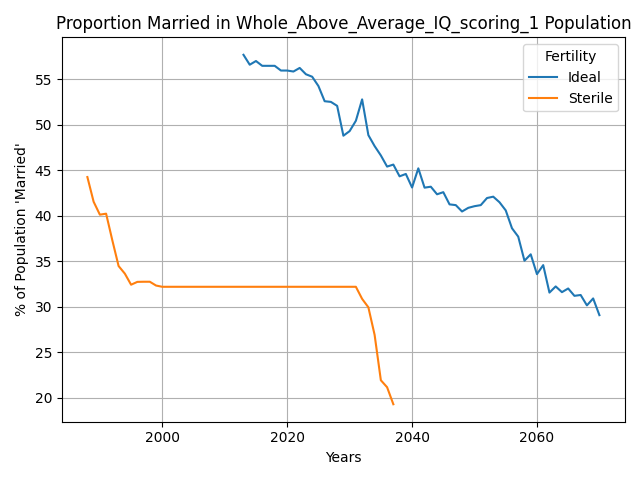 Proportion Married in Whole_Above_Average_IQ_scoring_1 Population
% of Population 'Married'
55
50
45
40
35
30
25
20
Fertility
Ideal
Sterile
2000 2020 2040 2060
Years